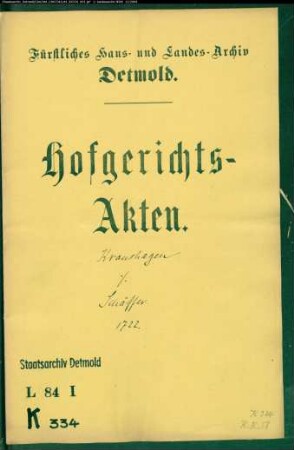 Fürstliches Haus- und Landes-Archiv
Detmold.
Hofgerichts-
Akten.
Kranshagen
/.
Schäffer
1722.
Staatsarchiv Detmold
L 84 I
K 334